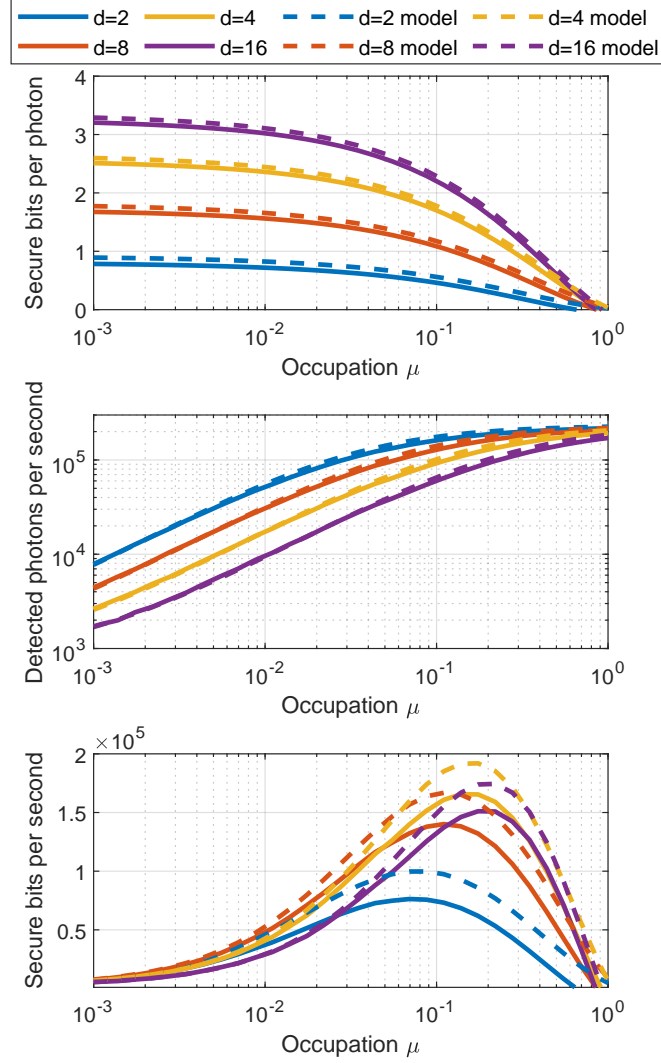 d=2 d=4 d=2 model d=4 model
d=8 d=16 d=8 model d=16 model
4
3
2
1
0
Secure bits per photon
10^-3 10^-2 10^-1 10^0
Occupation μ
10^5
10^4
10^3
Detected photons per second
10^-3 10^-2 10^-1 10^0
Occupation μ
×10^5
2
1.5
1
0.5
Secure bits per second
10^-3 10^-2 10^-1 10^0
Occupation μ